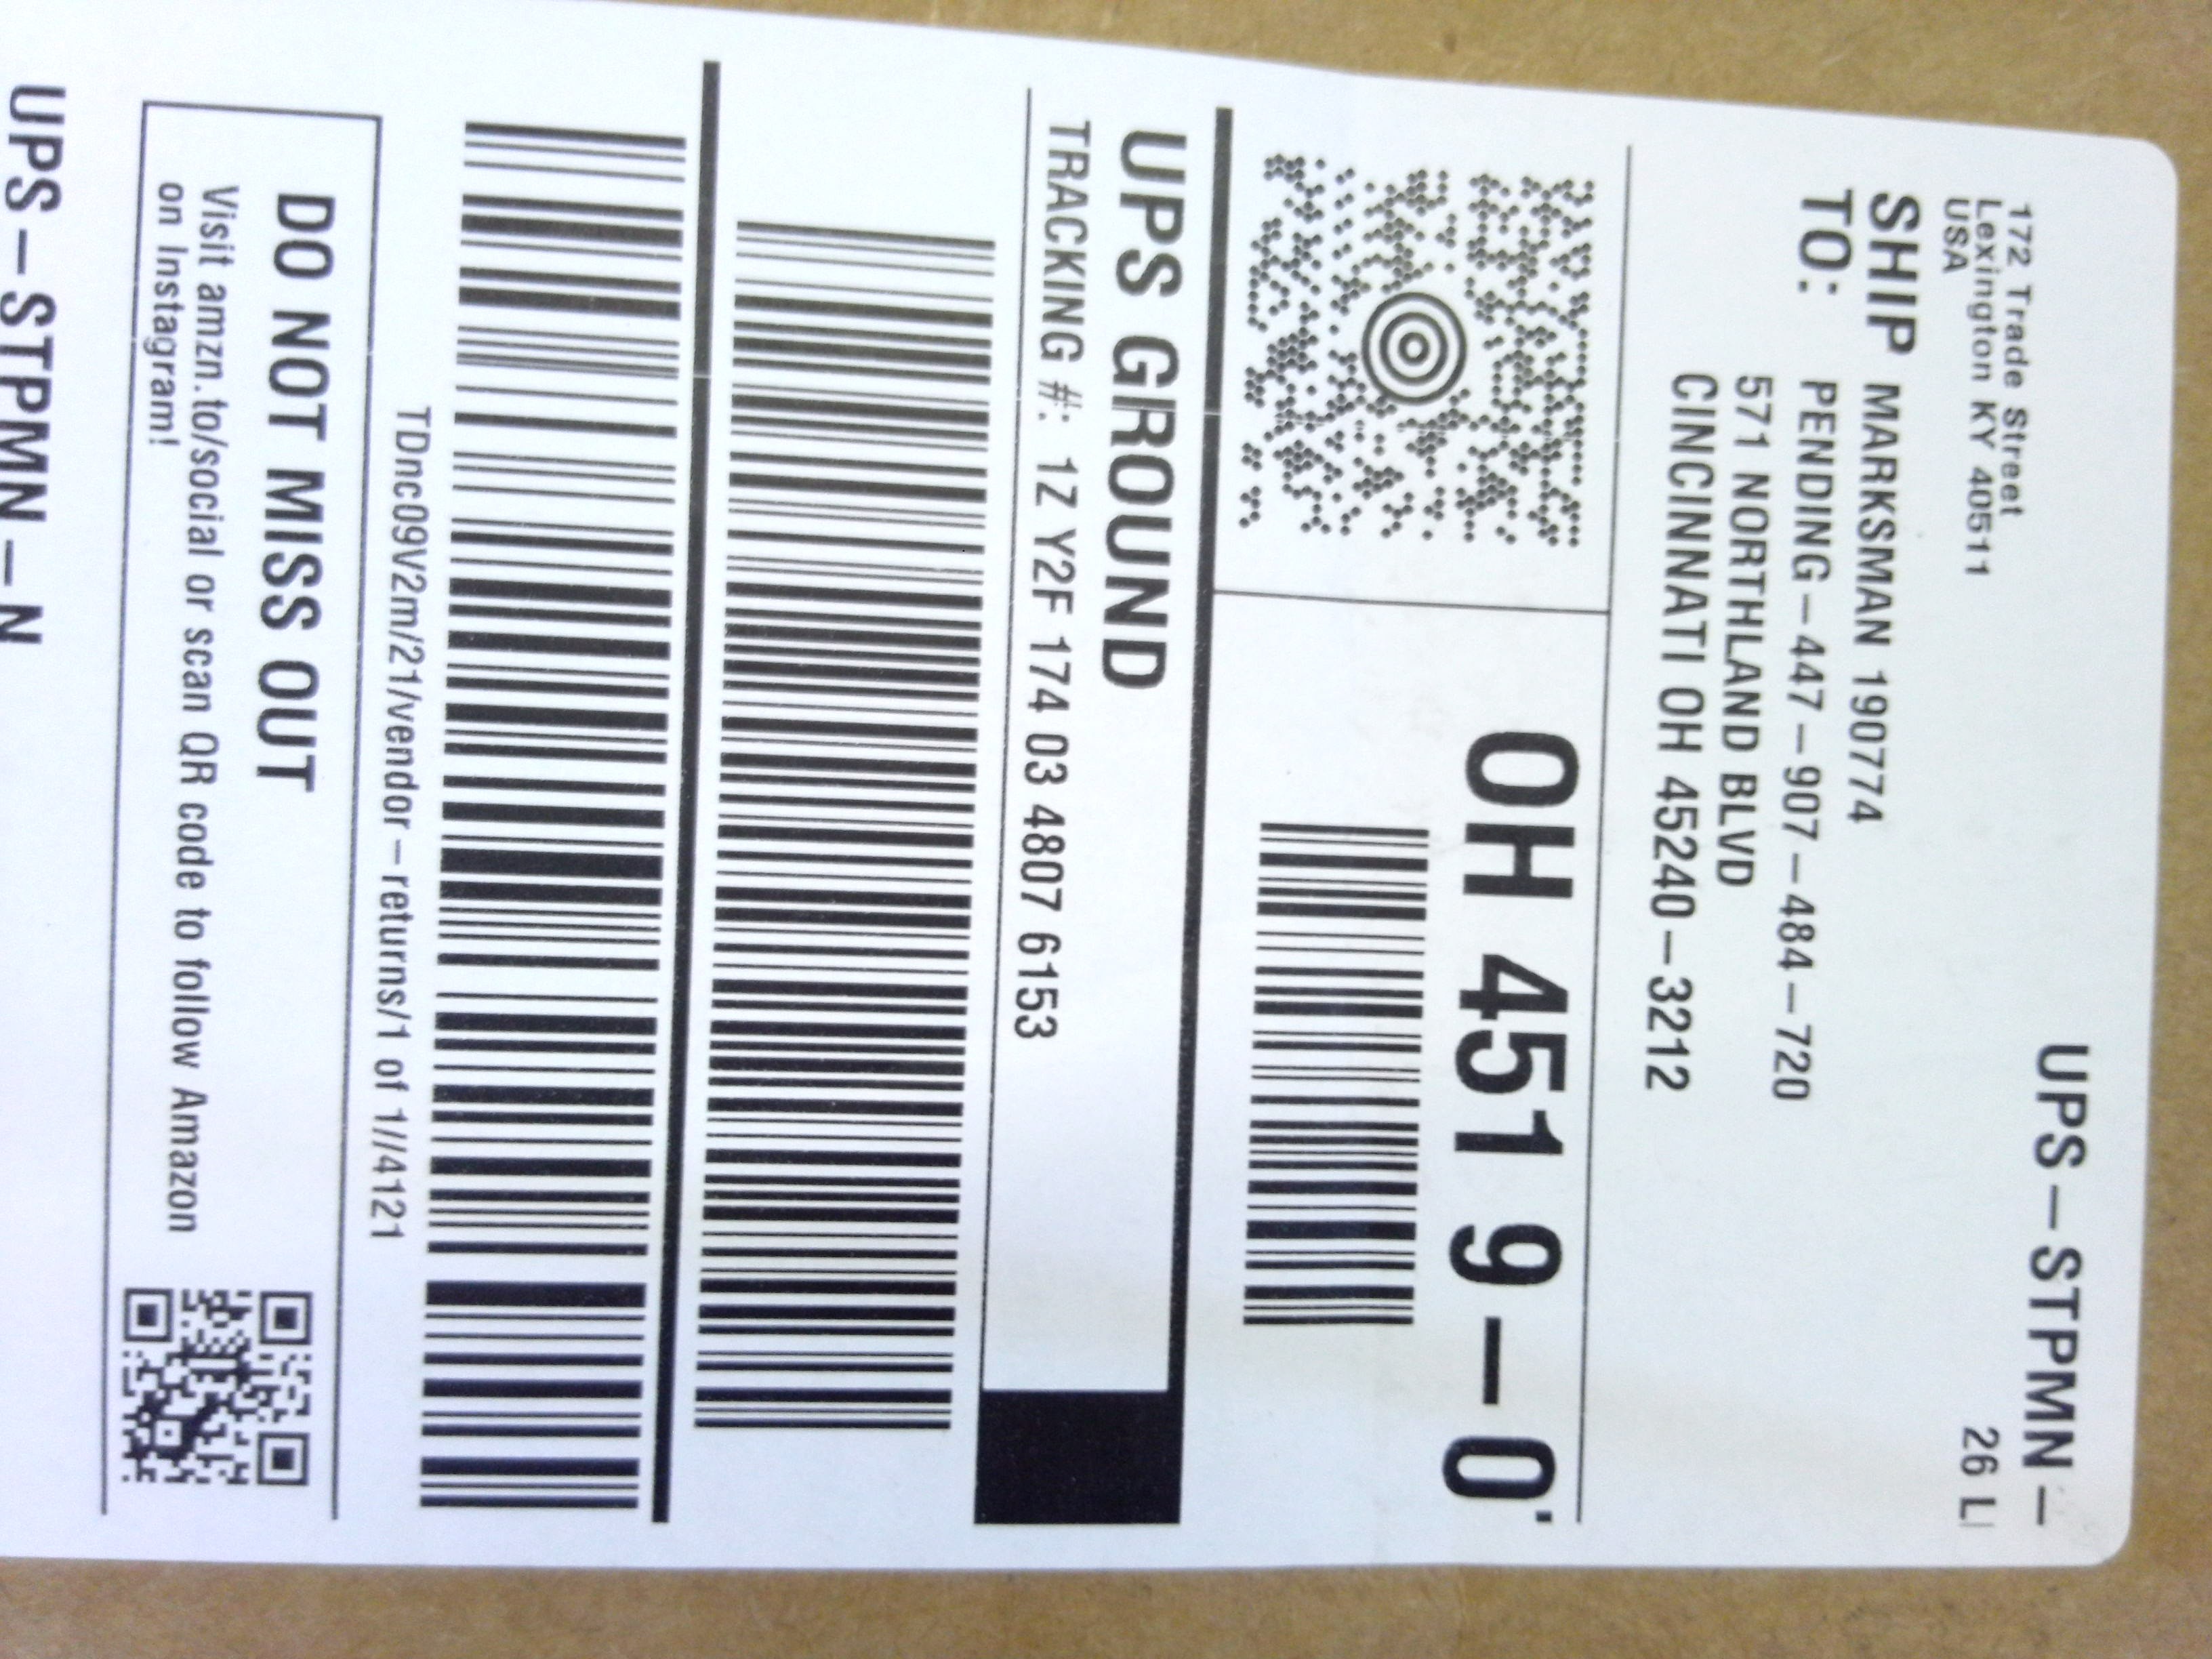 UPS-STPMN-
172 Trade Street
Lexington KY 40511
USA
26 L
SHIP
TO:
MARKSMAN 190774
PENDING-447-907-484-720
571 NORTHLAND BLVD
CINCINNATI OH 45240-3212
OH 451 9-0
UPS GROUND
TRACKING #: 1Z Y2F 174 03 4807 6153
TDnc09V2m/21/vendor-returns/1 of 1//4121
DO NOT MISS OUT
Visit amzn.to/social or scan QR code to follow Amazon
on Instagram!
UPS-STPMN-N